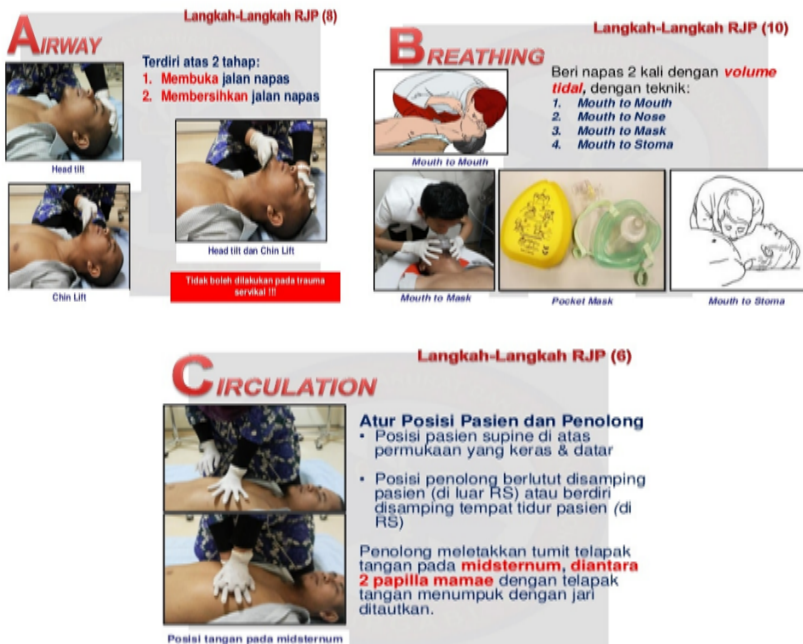 Langkah-Langkah RJP (8)
AIRWAY
Terdiri atas 2 tahap:
1. Membuka jalan napas
2. Membersihkan jalan napas
Head tilt
Head tilt dan Chin Lift
Chin Lift
Tidak boleh dilakukan pada trauma
servikal !!!
Langkah-Langkah RJP (10)
BREATHING
Beri napas 2 kali dengan volume
tidal, dengan teknik:
1. Mouth to Mouth
2. Mouth to Nose
3. Mouth to Mask
4. Mouth to Stoma
Mouth to Mouth
Mouth to Mask
Pocket Mask
Mouth to Stoma
Langkah-Langkah RJP (6)
CIRCULATION
Atur Posisi Pasien dan Penolong
• Posisi pasien supine di atas
permukaan yang keras & datar
• Posisi penolong berlutut disamping
pasien (di luar RS) atau berdiri
disamping tempat tidur pasien (di
RS)
Penolong meletakkan tumit telapak
tangan pada midsternum, diantara
2 papilla mamae dengan telapak
tangan menumpuk dengan jari
ditautkan.
Posisi tangan pada midsternum